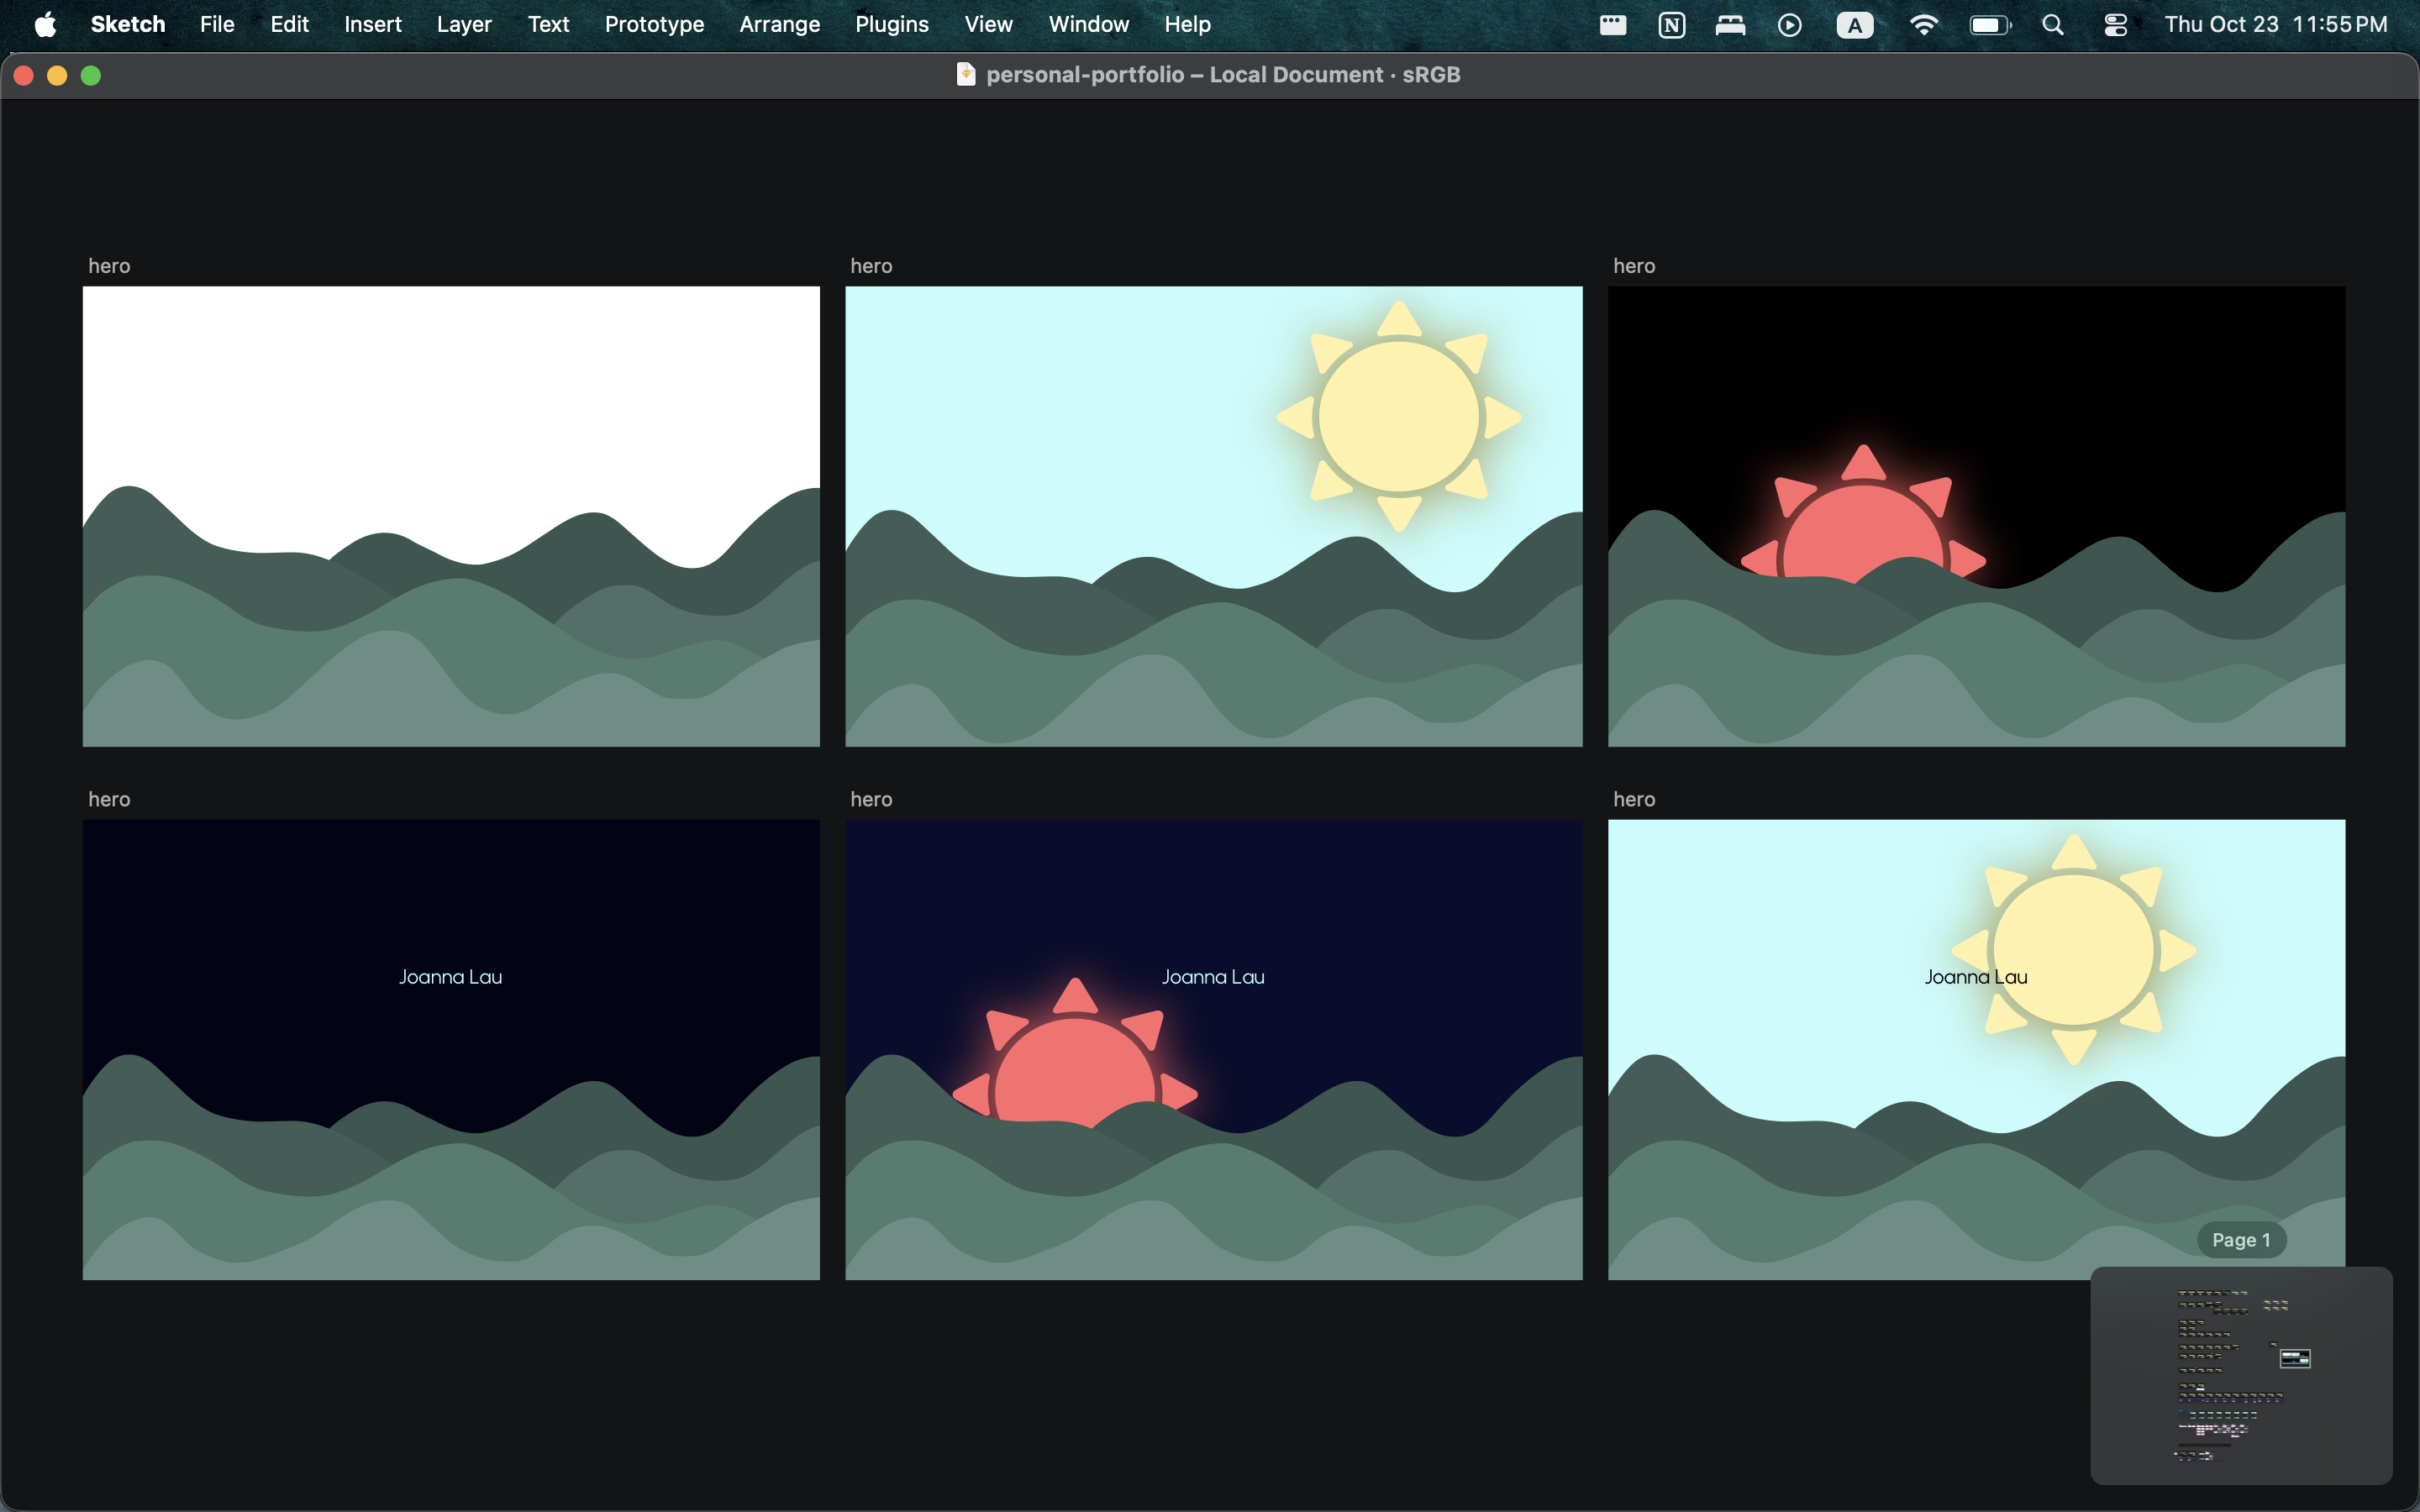 Sketch File Edit Insert Layer Text Prototype Arrange Plugins View Window Help N A Thu Oct 23 11:55 PM
personal-portfolio – Local Document · sRGB
hero hero hero
hero hero hero
Joanna Lau Joanna Lau Joanna Lau
Page 1